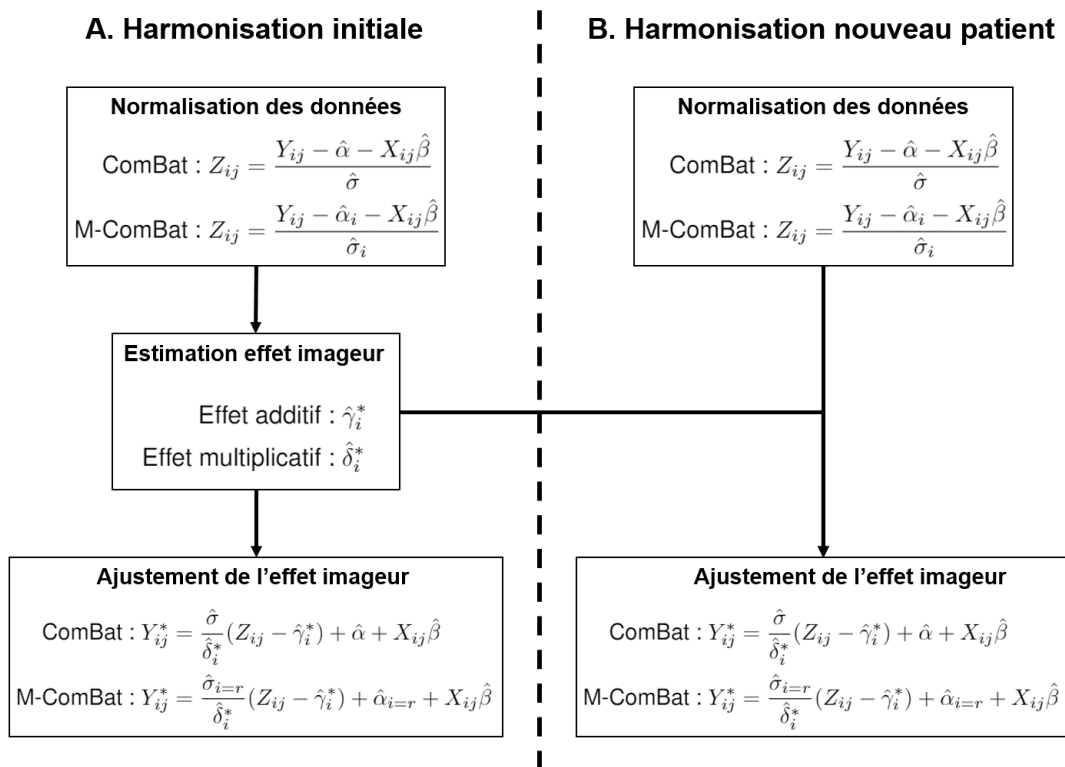 A. Harmonisation initiale
Normalisation des données
ComBat : $Z_{ij} = \frac{Y_{ij} - \hat{\alpha} - X_{ij}\hat{\beta}}{\hat{\sigma}}$
M-ComBat : $Z_{ij} = \frac{Y_{ij} - \hat{\alpha}_i - X_{ij}\hat{\beta}}{\hat{\sigma}_i}$
Estimation effet imageur
Effet additif : $\hat{\gamma}_i^*$
Effet multiplicatif : $\hat{\delta}_i^*$
Ajustement de l’effet imageur
ComBat : $Y_{ij}^* = \frac{\hat{\sigma}}{\hat{\delta}_i^*}(Z_{ij} - \hat{\gamma}_i^*) + \hat{\alpha} + X_{ij}\hat{\beta}$
M-ComBat : $Y_{ij}^* = \frac{\hat{\sigma}_{i=r}}{\hat{\delta}_i^*}(Z_{ij} - \hat{\gamma}_i^*) + \hat{\alpha}_{i=r} + X_{ij}\hat{\beta}$
B. Harmonisation nouveau patient
Normalisation des données
ComBat : $Z_{ij} = \frac{Y_{ij} - \hat{\alpha} - X_{ij}\hat{\beta}}{\hat{\sigma}}$
M-ComBat : $Z_{ij} = \frac{Y_{ij} - \hat{\alpha}_i - X_{ij}\hat{\beta}}{\hat{\sigma}_i}$
Ajustement de l’effet imageur
ComBat : $Y_{ij}^* = \frac{\hat{\sigma}}{\hat{\delta}_i^*}(Z_{ij} - \hat{\gamma}_i^*) + \hat{\alpha} + X_{ij}\hat{\beta}$
M-ComBat : $Y_{ij}^* = \frac{\hat{\sigma}_{i=r}}{\hat{\delta}_i^*}(Z_{ij} - \hat{\gamma}_i^*) + \hat{\alpha}_{i=r} + X_{ij}\hat{\beta}$